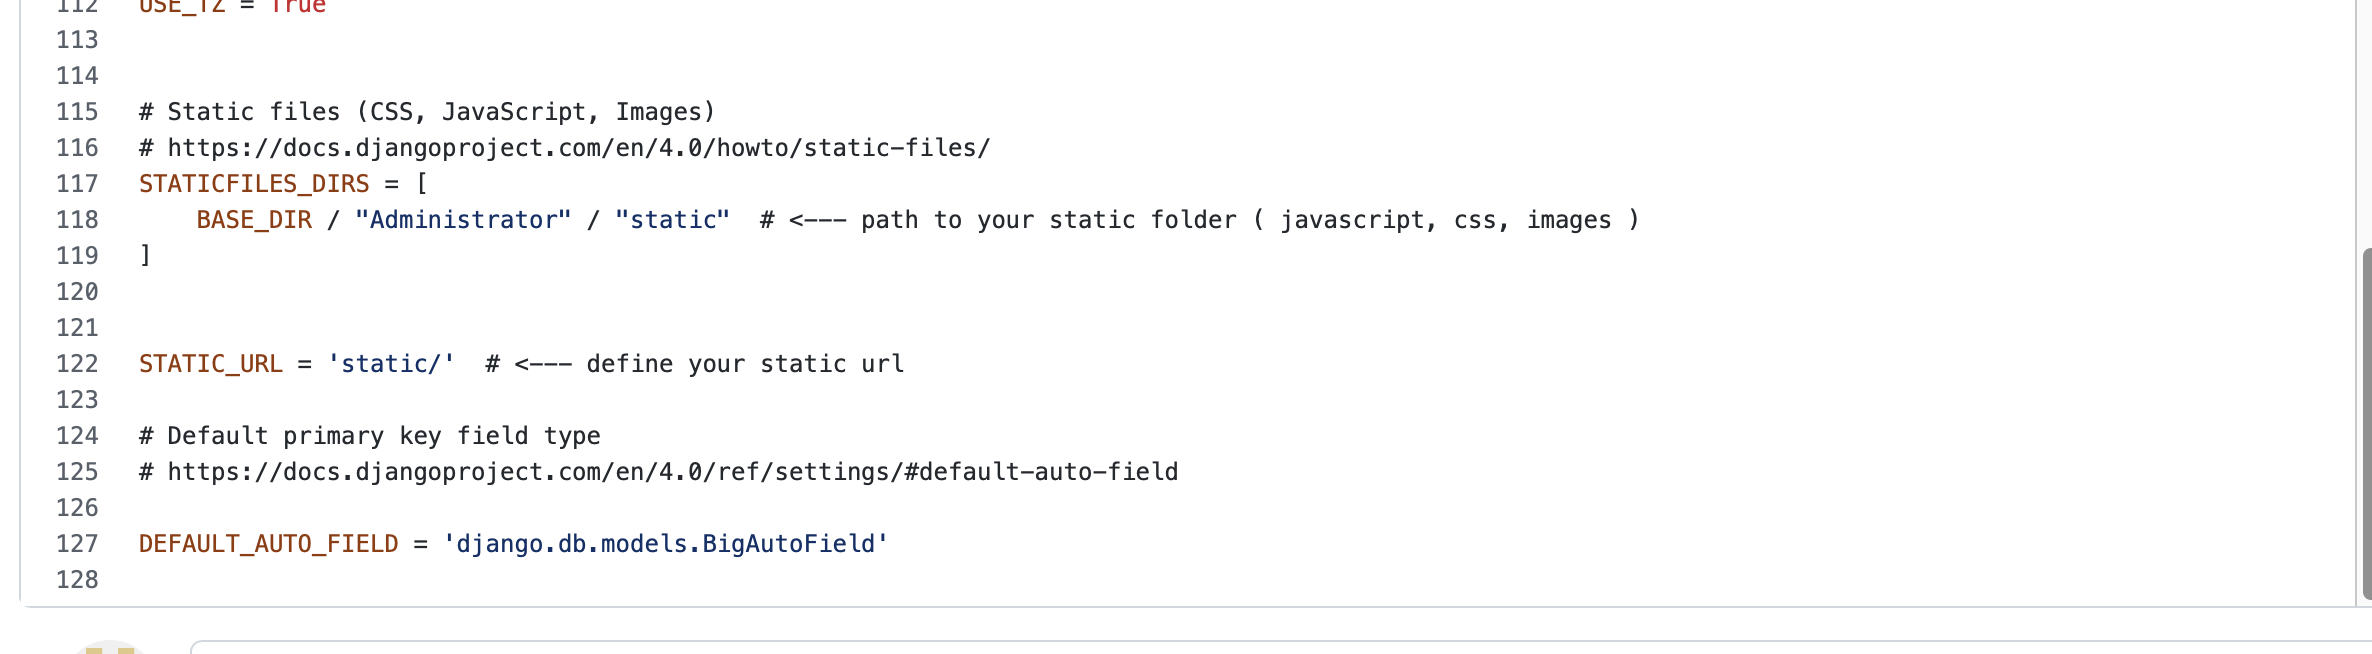 112 USE_TZ = True
113
114
115 # Static files (CSS, JavaScript, Images)
116 # https://docs.djangoproject.com/en/4.0/howto/static-files/
117 STATICFILES_DIRS = [
118     BASE_DIR / "Administrator" / "static"  # <--- path to your static folder ( javascript, css, images )
119 ]
120
121
122 STATIC_URL = 'static/'  # <--- define your static url
123
124 # Default primary key field type
125 # https://docs.djangoproject.com/en/4.0/ref/settings/#default-auto-field
126
127 DEFAULT_AUTO_FIELD = 'django.db.models.BigAutoField'
128